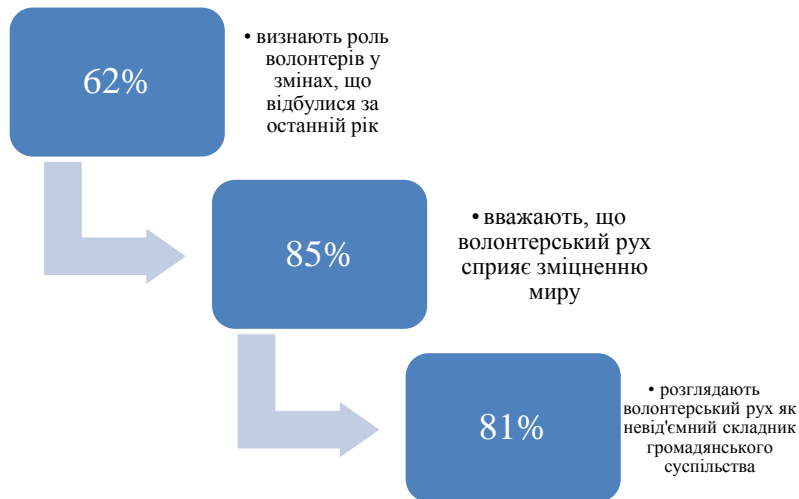 62%
• визнають роль
волонтерів у
змінах, що
відбулися за
останній рік
85%
• вважають, що
волонтерський рух
сприяє зміцненню
миру
81%
• розглядають
волонтерський рух як
невід'ємний складник
громадянського
суспільства